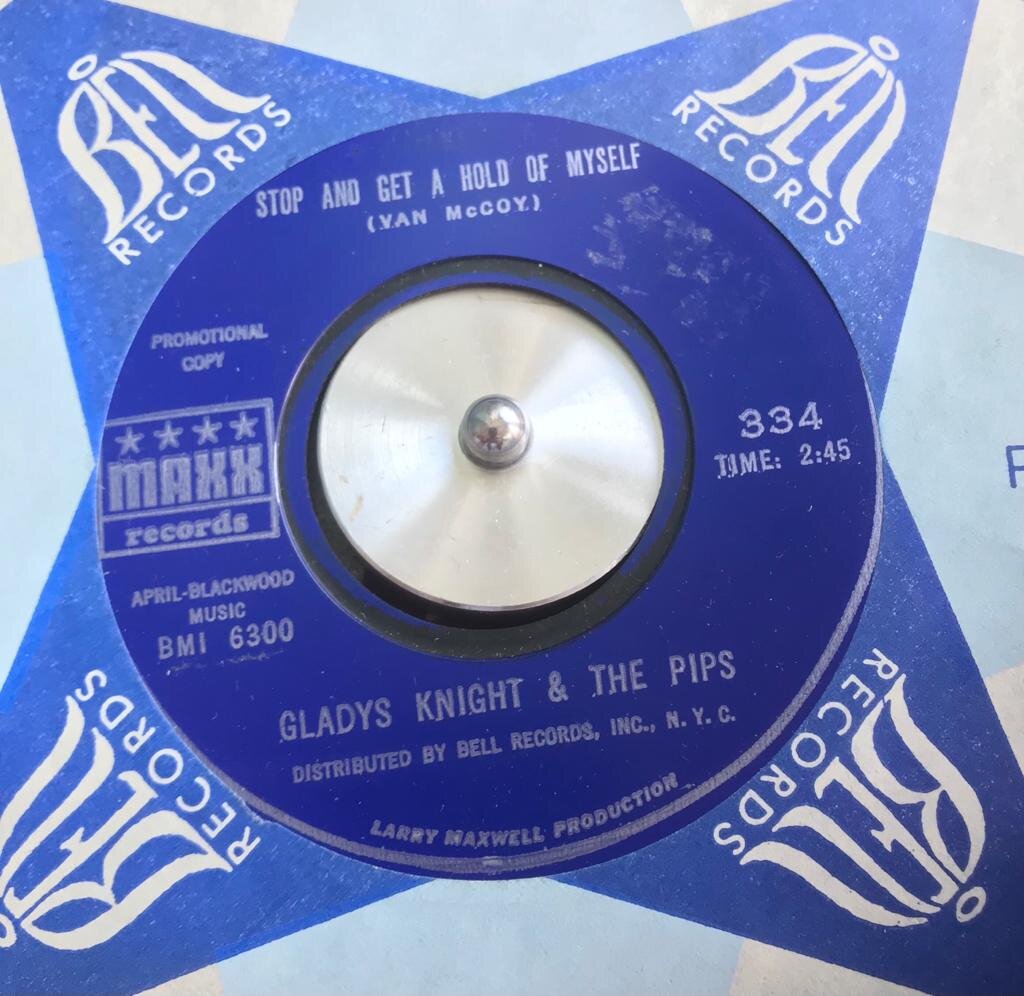 BELL
RECORDS
BELL
RECORDS
STOP AND GET A HOLD OF MYSELF
(VAN McCOY)
PROMOTIONAL
COPY
maxx
records
334
TIME: 2:45
APRIL-BLACKWOOD
MUSIC
BMI 6300
GLADYS KNIGHT & THE PIPS
DISTRIBUTED BY BELL RECORDS, INC., N. Y. C.
LARRY MAXWELL PRODUCTION
BELL
RECORDS
BELL
RECORDS